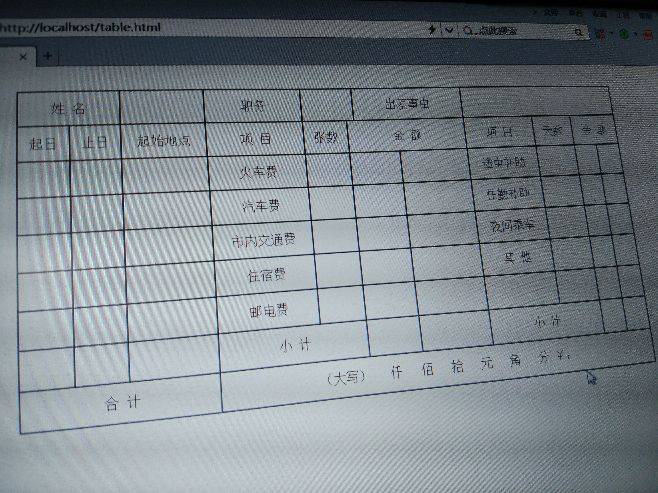 http://localhost/table.html
点此搜索
姓 名 职务 出差事由
起日 止日 起始地点 项 目 张数 金 额 项 目 天数 金 额
火车费 途中补助
汽车费 住勤补助
市内交通费 夜间乘车
住宿费 其 他
邮电费
小 计 小 计
合 计 (大写) 仟 佰 拾 元 角 分 ¥: